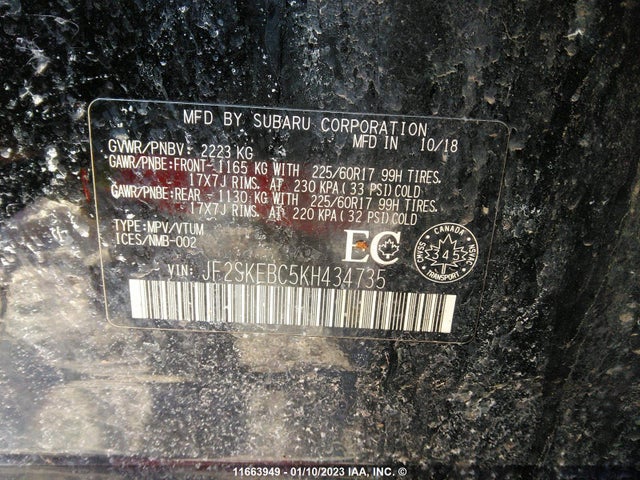 MFD BY SUBARU CORPORATION
GVWR/PNBV: 2223 KG MFD IN 10/18
GAWR/PNBE:FRONT-1165 KG WITH 225/60R17 99H TIRES.
17X7J RIMS. AT 230 KPA(33 PSI)COLD
GAWR/PNBE:REAR -1130 KG WITH 225/60R17 99H TIRES.
17X7J RIMS. AT 220 KPA(32 PSI)COLD
TYPE:MPV/VTUM
ICES/NMB-002
EC
CANADA
CMVSS 345 NSVAC
TRANSPORT
VIN: JF2SKEBC5KH434735
11663949 - 01/10/2023 IAA, INC. ©